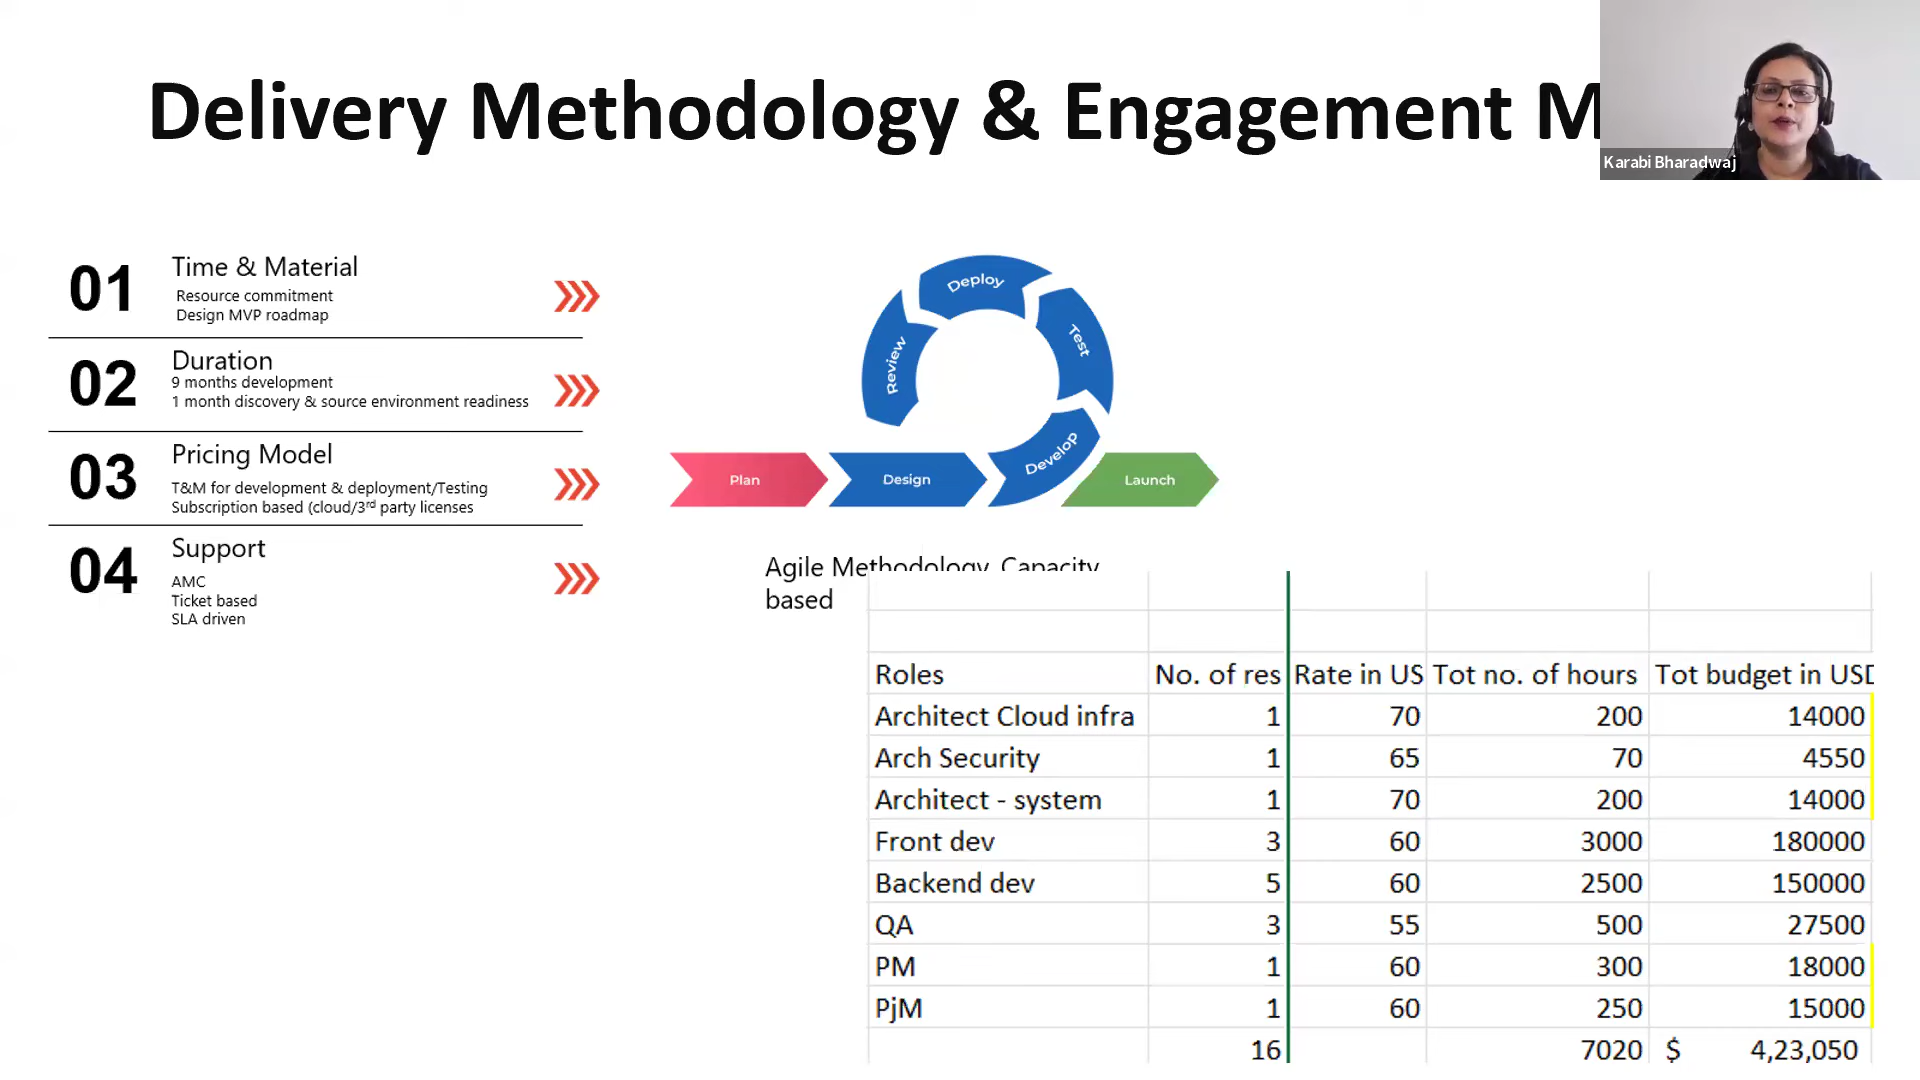 Delivery Methodology & Engagement M
Karabi Bharadwaj
01
Time & Material
Resource commitment
Design MVP roadmap
02
Duration
9 months development
1 month discovery & source environment readiness
03
Pricing Model
T&M for development & deployment/Testing
Subscription based (cloud/3rd party licenses
04
Support
AMC
Ticket based
SLA driven
Plan
Design
Develop
Test
Deploy
Review
Launch
Agile Methodology, Capacity
based
Roles No. of res Rate in US Tot no. of hours Tot budget in USD
Architect Cloud infra 1 70 200 14000
Arch Security 1 65 70 4550
Architect - system 1 70 200 14000
Front dev 3 60 3000 180000
Backend dev 5 60 2500 150000
QA 3 55 500 27500
PM 1 60 300 18000
PjM 1 60 250 15000
16 7020 $ 4,23,050